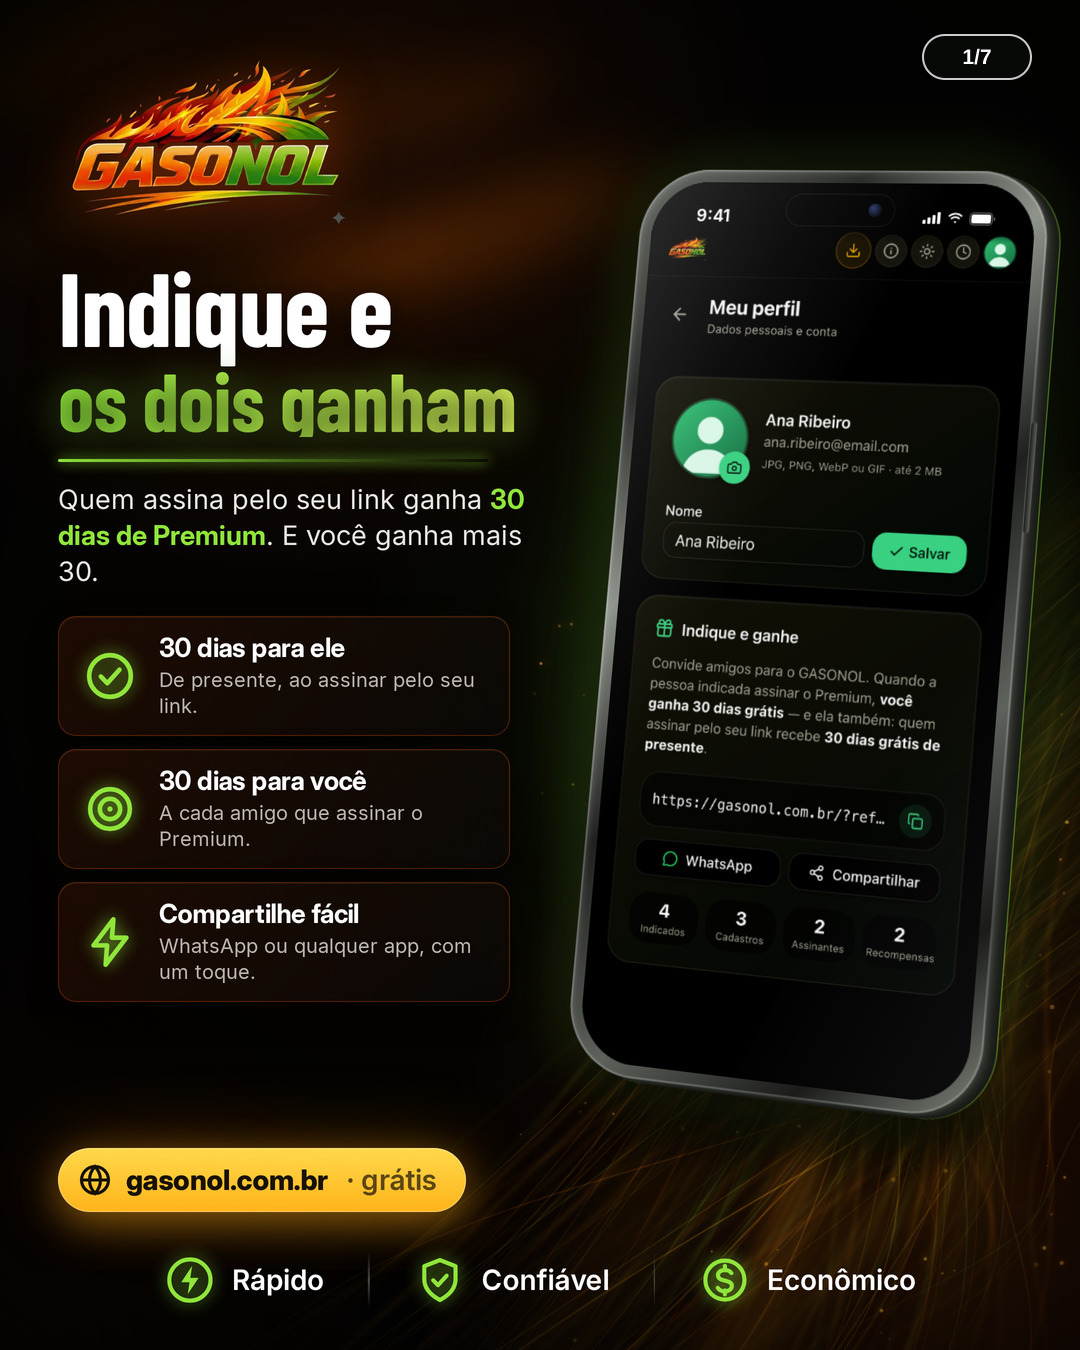 1/7
GASONOL
Indique e
os dois ganham
Quem assina pelo seu link ganha 30
dias de Premium. E você ganha mais
30.
30 dias para ele
De presente, ao assinar pelo seu
link.
30 dias para você
A cada amigo que assinar o
Premium.
Compartilhe fácil
WhatsApp ou qualquer app, com
um toque.
9:41
GASONOL
Meu perfil
Dados pessoais e conta
Ana Ribeiro
ana.ribeiro@email.com
JPG, PNG, WebP ou GIF · até 2 MB
Nome
Ana Ribeiro
Salvar
Indique e ganhe
Convide amigos para o GASONOL. Quando a
pessoa indicada assinar o Premium, você
ganha 30 dias grátis — e ela também: quem
assinar pelo seu link recebe 30 dias grátis de
presente.
https://gasonol.com.br/?ref…
WhatsApp
Compartilhar
4
Indicados
3
Cadastros
2
Assinantes
2
Recompensas
gasonol.com.br · grátis
Rápido
Confiável
Econômico